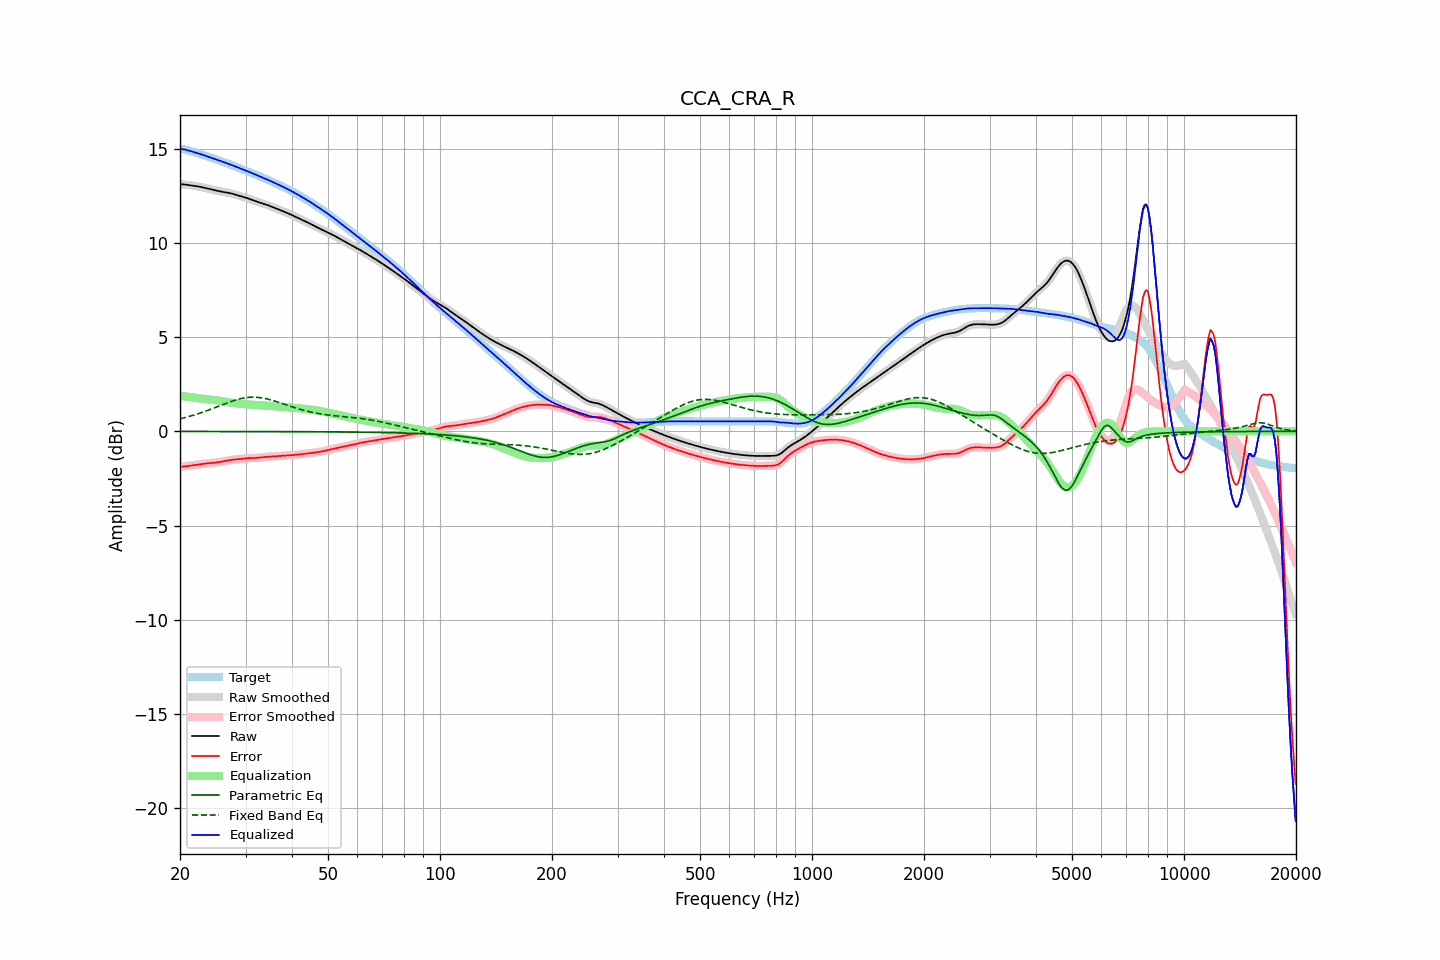 CCA_CRA_R
Amplitude (dBr)
15
10
5
0
−5
−10
−15
−20
Target
Raw Smoothed
Error Smoothed
Raw
Error
Equalization
Parametric Eq
Fixed Band Eq
Equalized
20
50
100
200
500
1000
2000
5000
10000
20000
Frequency (Hz)